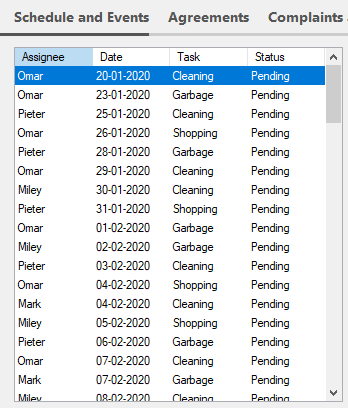 Schedule and Events Agreements Complaints
Assignee Date Task Status
Omar 20-01-2020 Cleaning Pending
Omar 23-01-2020 Garbage Pending
Pieter 25-01-2020 Cleaning Pending
Omar 26-01-2020 Shopping Pending
Pieter 28-01-2020 Garbage Pending
Omar 29-01-2020 Cleaning Pending
Miley 30-01-2020 Cleaning Pending
Pieter 31-01-2020 Shopping Pending
Omar 01-02-2020 Garbage Pending
Miley 02-02-2020 Garbage Pending
Pieter 03-02-2020 Cleaning Pending
Omar 04-02-2020 Shopping Pending
Mark 04-02-2020 Cleaning Pending
Miley 05-02-2020 Shopping Pending
Pieter 06-02-2020 Garbage Pending
Omar 07-02-2020 Cleaning Pending
Mark 07-02-2020 Garbage Pending
Miley 08-02-2020 Cleaning Pending